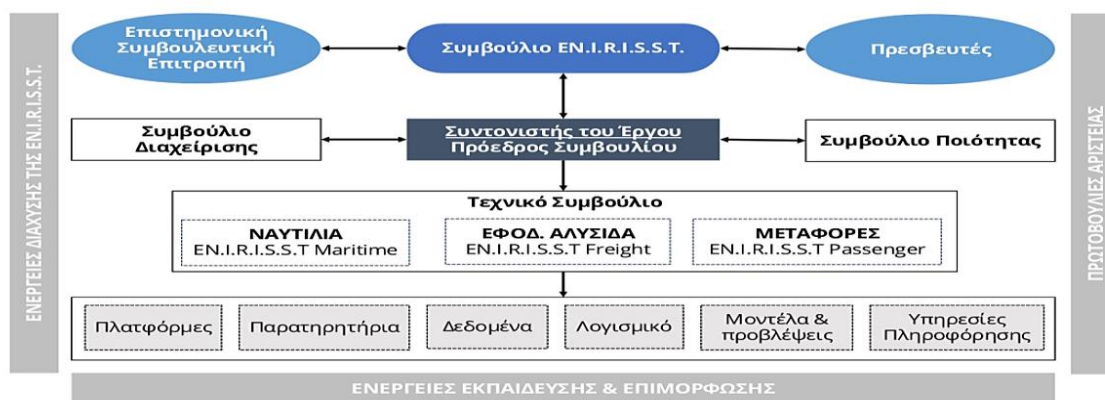 ΕΝΕΡΓΕΙΕΣ ΔΙΑΧΥΣΗΣ ΤΗΣ ΕΝ.Ι.R.I.S.S.T.
Επιστημονική
Συμβουλευτική
Επιτροπή
Συμβούλιο EN.I.R.I.S.S.T.
Πρεσβευτές
Συμβούλιο
Διαχείρισης
Συντονιστής του Έργου
Πρόεδρος Συμβουλίου
Συμβούλιο Ποιότητας
Τεχνικό Συμβούλιο
ΝΑΥΤΙΛΙΑ
EN.I.R.I.S.S.T Maritime
ΕΦΟΔ. ΑΛΥΣΙΔΑ
EN.I.R.I.S.S.T Freight
ΜΕΤΑΦΟΡΕΣ
EN.I.R.I.S.S.T Passenger
Πλατφόρμες
Παρατηρητήρια
Δεδομένα
Λογισμικό
Μοντέλα &
προβλέψεις
Υπηρεσίες
Πληροφόρησης
ΕΝΕΡΓΕΙΕΣ ΕΚΠΑΙΔΕΥΣΗΣ & ΕΠΙΜΟΡΦΩΣΗΣ
ΠΡΩΤΟΒΟΥΛΙΕΣ ΑΡΙΣΤΕΙΑΣ